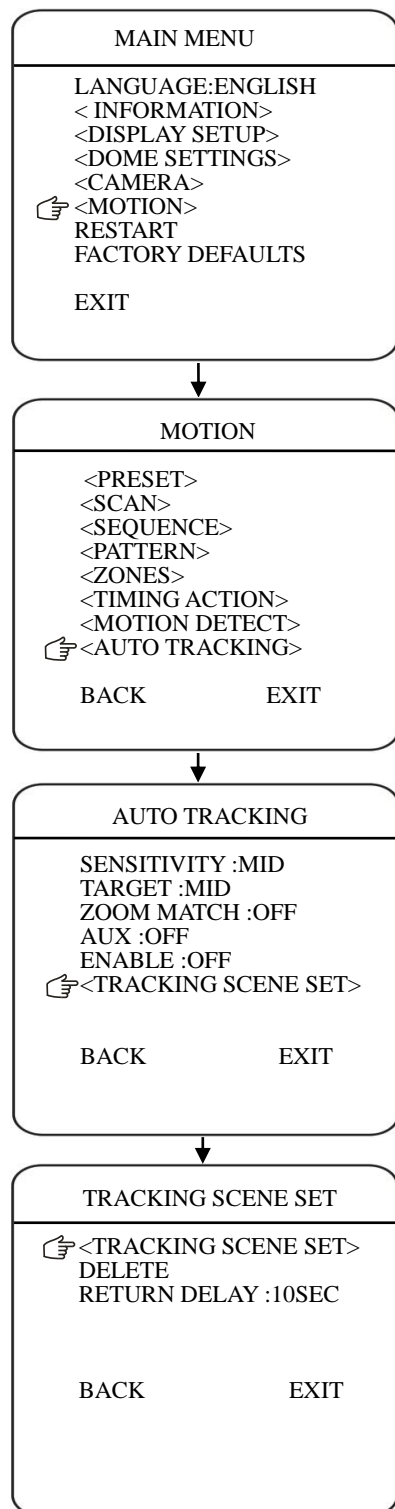 MAIN MENU
LANGUAGE:ENGLISH
< INFORMATION>
<DISPLAY SETUP>
<DOME SETTINGS>
<CAMERA>
<MOTION>
RESTART
FACTORY DEFAULTS
EXIT
MOTION
<PRESET>
<SCAN>
<SEQUENCE>
<PATTERN>
<ZONES>
<TIMING ACTION>
<MOTION DETECT>
<AUTO TRACKING>
BACK EXIT
AUTO TRACKING
SENSITIVITY :MID
TARGET :MID
ZOOM MATCH :OFF
AUX :OFF
ENABLE :OFF
<TRACKING SCENE SET>
BACK EXIT
TRACKING SCENE SET
<TRACKING SCENE SET>
DELETE
RETURN DELAY :10SEC
BACK EXIT